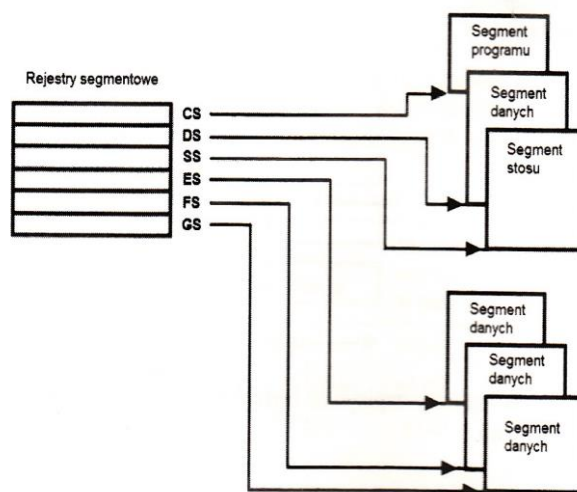 Rejestry segmentowe
CS
DS
SS
ES
FS
GS
Segment
programu
Segment
danych
Segment
stosu
Segment
danych
Segment
danych
Segment
danych